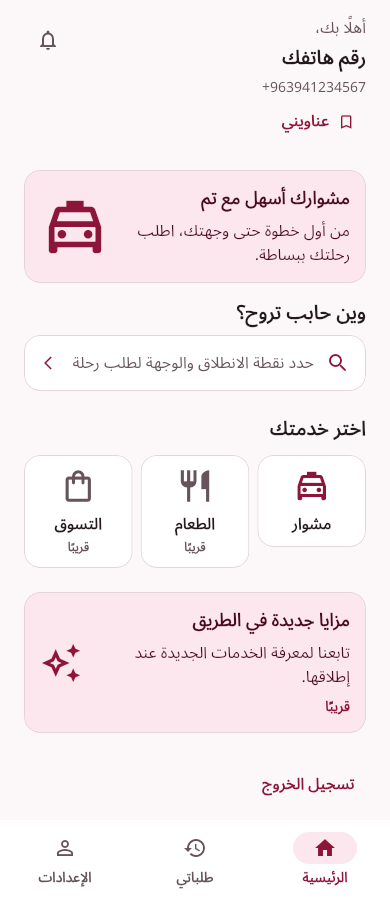 أهلًا بك،
رقم هاتفك
+963941234567
عناويني
مشوارك أسهل مع تم
من أول خطوة حتى وجهتك، اطلب
رحلتك ببساطة.
وين حابب تروح؟
حدد نقطة الانطلاق والوجهة لطلب رحلة
اختر خدمتك
مشوار
الطعام
قريبًا
التسوق
قريبًا
مزايا جديدة في الطريق
تابعنا لمعرفة الخدمات الجديدة عند
إطلاقها.
قريبًا
تسجيل الخروج
الرئيسية
طلباتي
الإعدادات